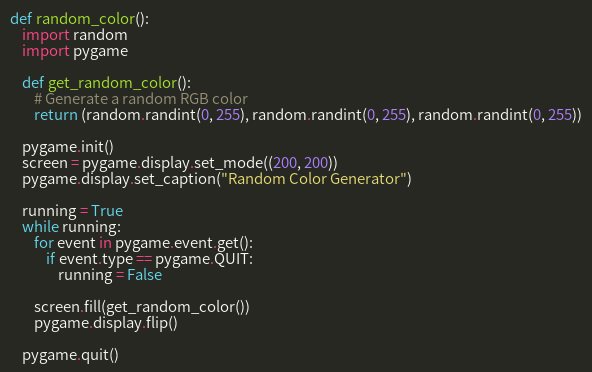 def random_color():
    import random
    import pygame

    def get_random_color():
        # Generate a random RGB color
        return (random.randint(0, 255), random.randint(0, 255), random.randint(0, 255))

    pygame.init()
    screen = pygame.display.set_mode((200, 200))
    pygame.display.set_caption("Random Color Generator")

    running = True
    while running:
        for event in pygame.event.get():
            if event.type == pygame.QUIT:
                running = False

        screen.fill(get_random_color())
        pygame.display.flip()

    pygame.quit()